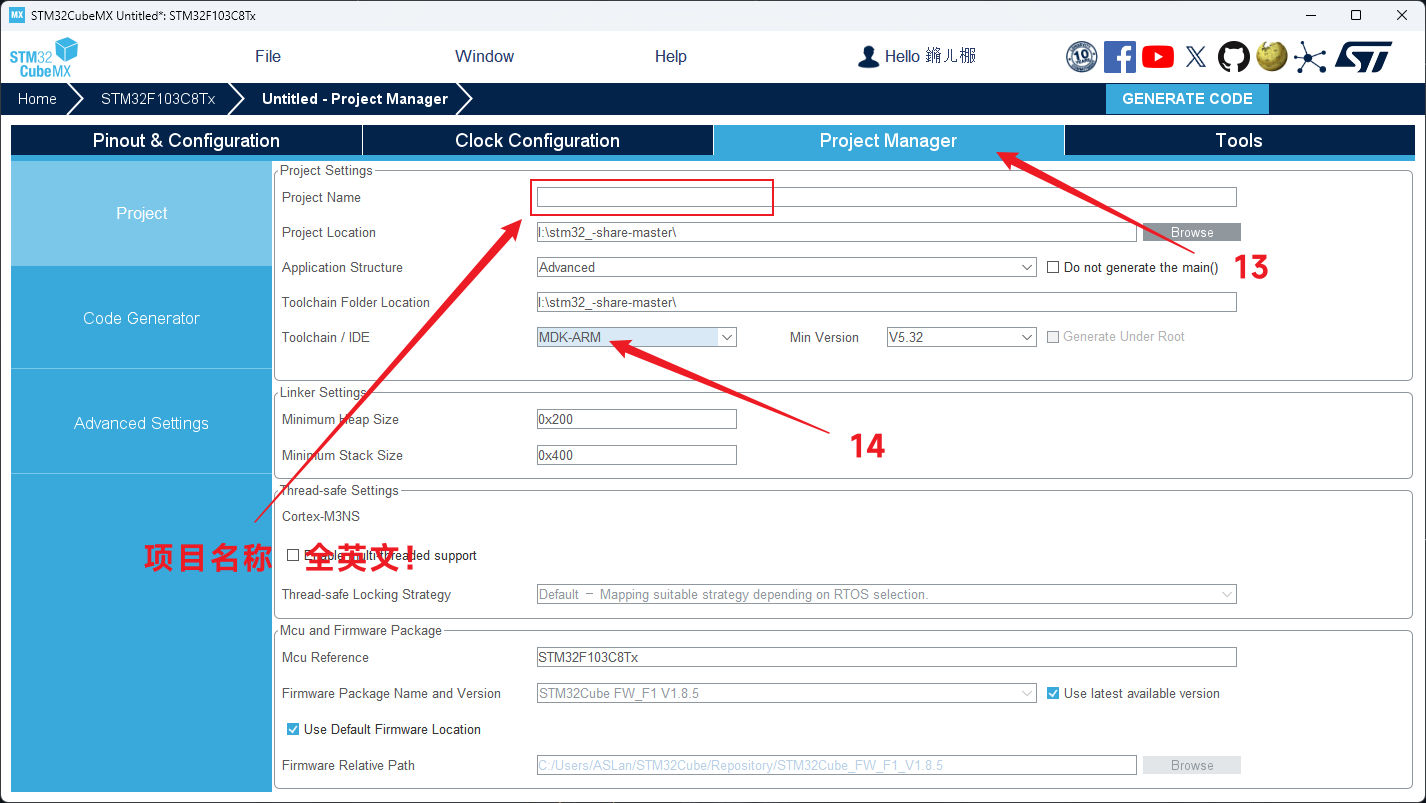 MX STM32CubeMX Untitled*: STM32F103C8Tx
STM32 CubeMX
File Window Help Hello 鏅ㄦ棴
10 YEARS
Home STM32F103C8Tx Untitled - Project Manager GENERATE CODE
Pinout & Configuration Clock Configuration Project Manager Tools
Project
Code Generator
Advanced Settings
Project Settings
Project Name
Project Location I:\stm32_-share-master\ Browse
Application Structure Advanced Do not generate the main()
13
Toolchain Folder Location I:\stm32_-share-master\
Toolchain / IDE MDK-ARM Min Version V5.32 Generate Under Root
Linker Settings
Minimum Heap Size 0x200
14
Minimum Stack Size 0x400
Thread-safe Settings
Cortex-M3NS
项目名称 全英文!
Enable multi-threaded support
Thread-safe Locking Strategy Default − Mapping suitable strategy depending on RTOS selection.
Mcu and Firmware Package
Mcu Reference STM32F103C8Tx
Firmware Package Name and Version STM32Cube FW_F1 V1.8.5 Use latest available version
Use Default Firmware Location
Firmware Relative Path C:/Users/ASLan/STM32Cube/Repository/STM32Cube_FW_F1_V1.8.5 Browse